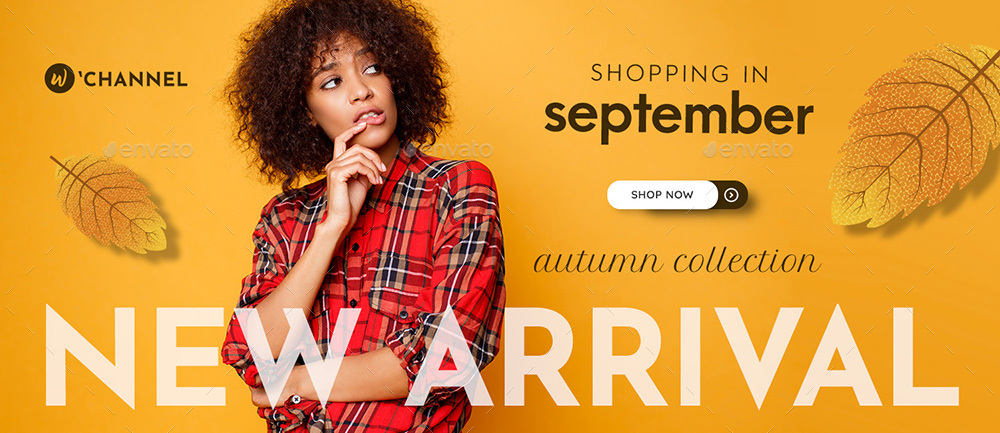 W 'CHANNEL
SHOPPING IN
september
SHOP NOW
autumn collection
NEW ARRIVAL
envato
envato
envato